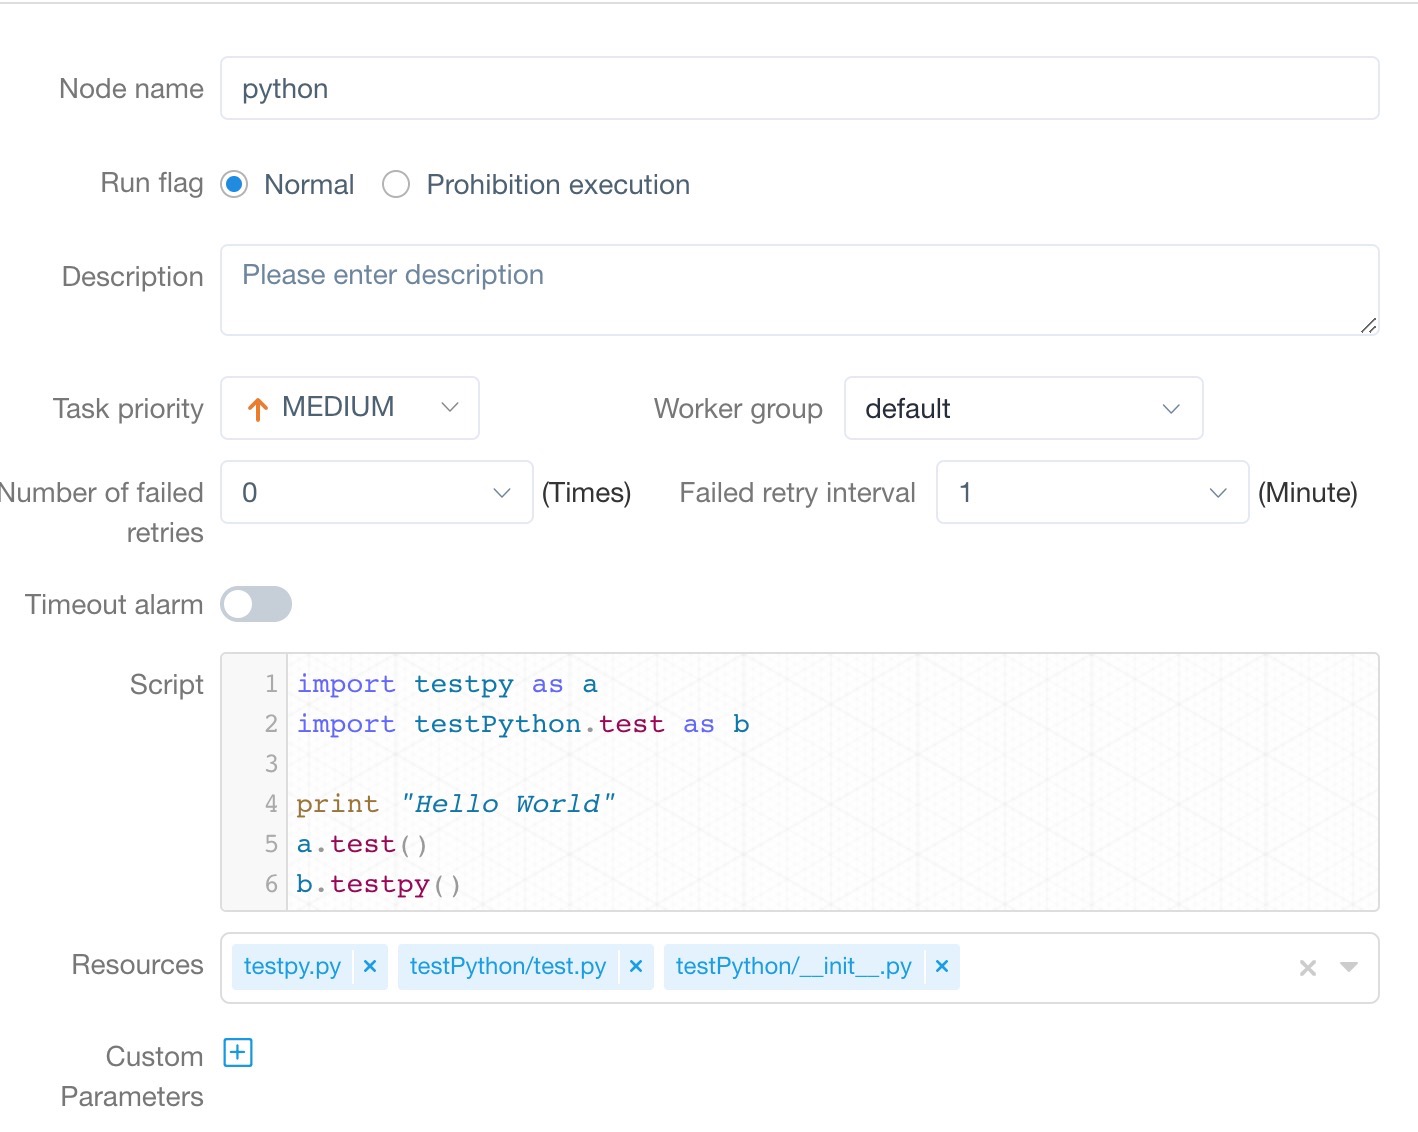 Node name python
Run flag Normal Prohibition execution
Description Please enter description
Task priority MEDIUM Worker group default
Number of failed retries 0 (Times) Failed retry interval 1 (Minute)
Timeout alarm
Script
1 import testpy as a
2 import testPython.test as b
3
4 print "Hello World"
5 a.test()
6 b.testpy()
Resources testpy.py × testPython/test.py × testPython/__init__.py ×
Custom
Parameters